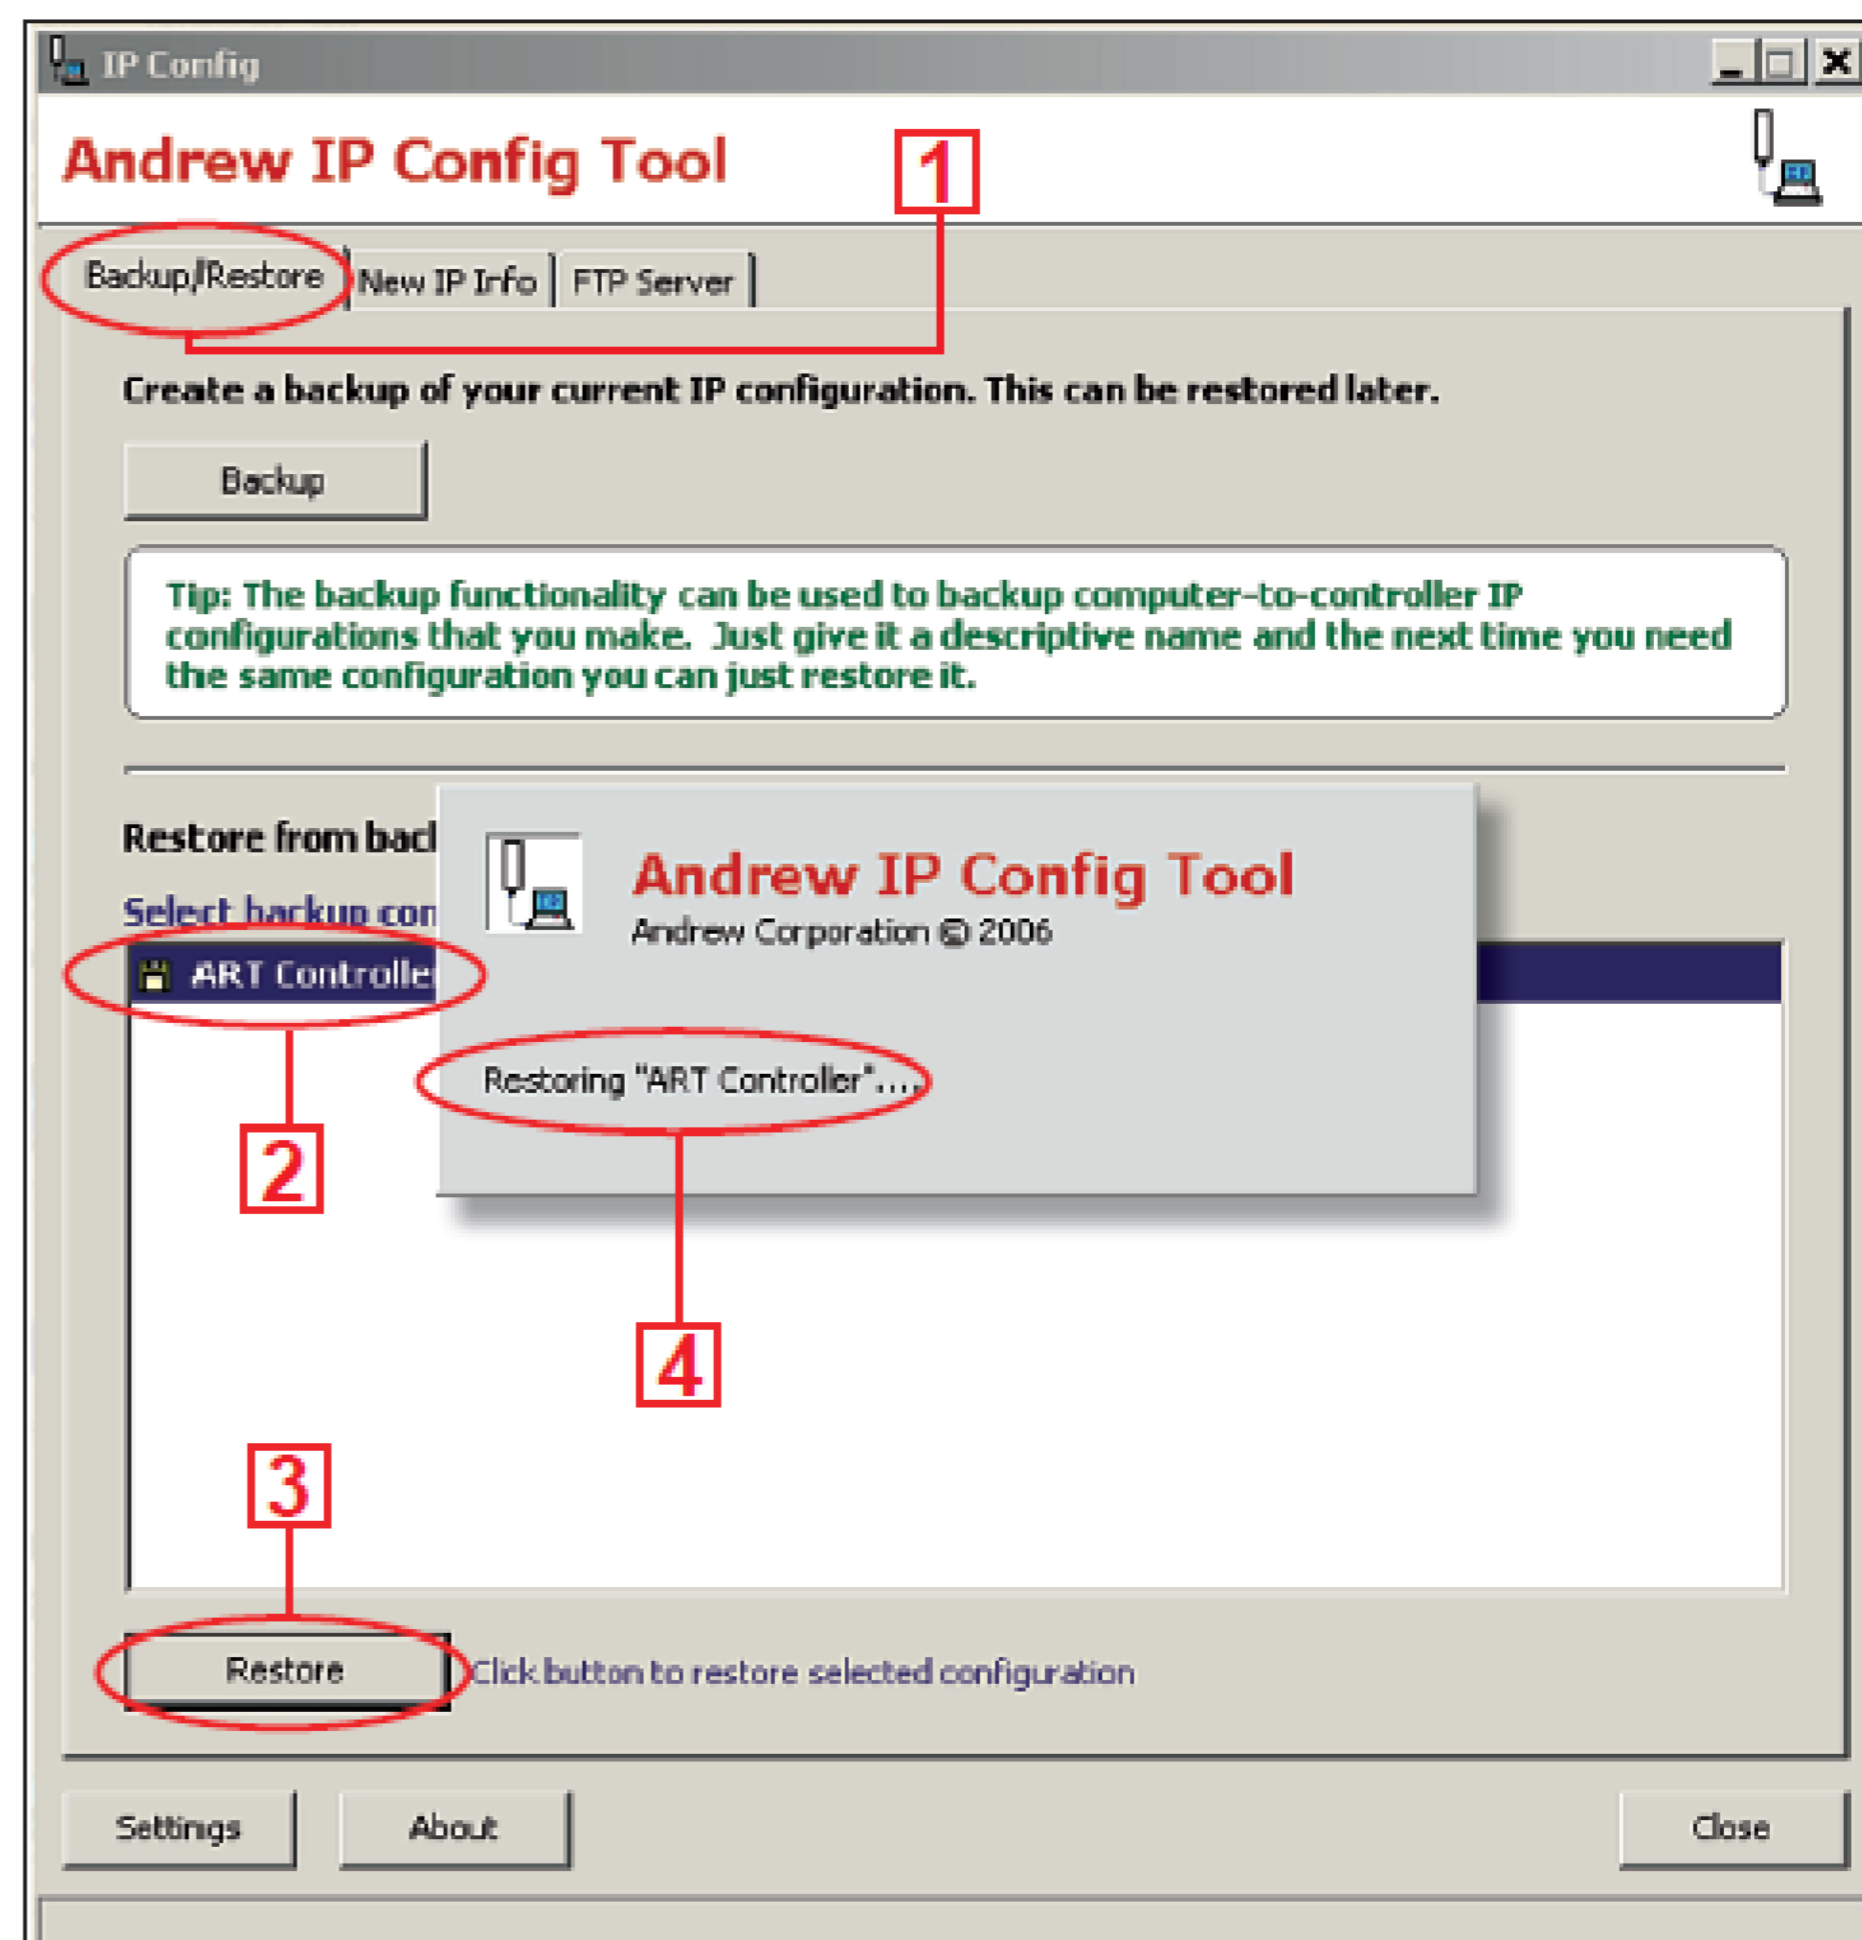 IP Config
Andrew IP Config Tool
1
Backup/Restore New IP Info FTP Server
Create a backup of your current IP configuration. This can be restored later.
Backup
Tip: The backup functionality can be used to backup computer-to-controller IP
configurations that you make. Just give it a descriptive name and the next time you need
the same configuration you can just restore it.
Restore from
Select backup
ART Controller
Andrew IP Config Tool
Andrew Corporation © 2006
Restoring "ART Controller"....
2
4
3
Restore Click button to restore selected configuration
Settings About Close